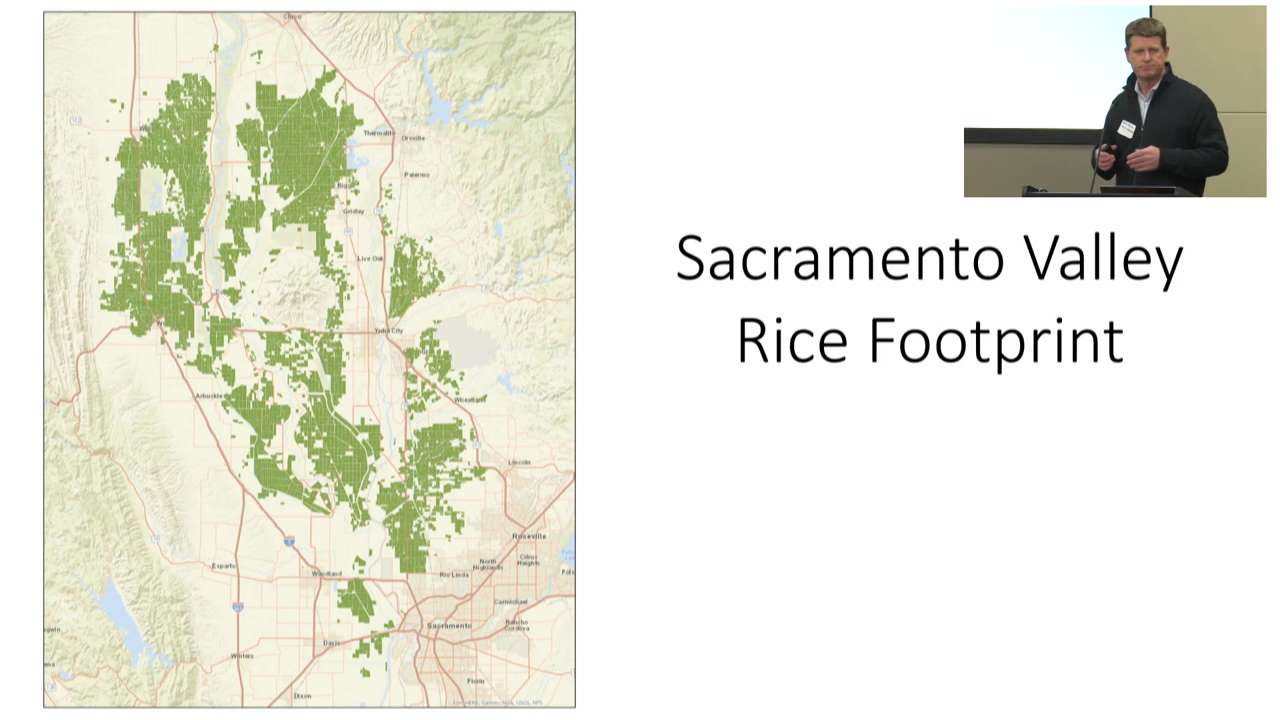 Sacramento Valley
Rice Footprint
Chico
Thermalito
Oroville
Palermo
Biggs
Gridley
Live Oak
Yuba City
Arbuckle
Wheatland
Lincoln
Roseville
Citrus
Heights
North
Highlands
Rio Linda
Esparto
Woodland
Carmichael
Rancho
Cordova
Sacramento
Davis
Winters
Florin
Dixon